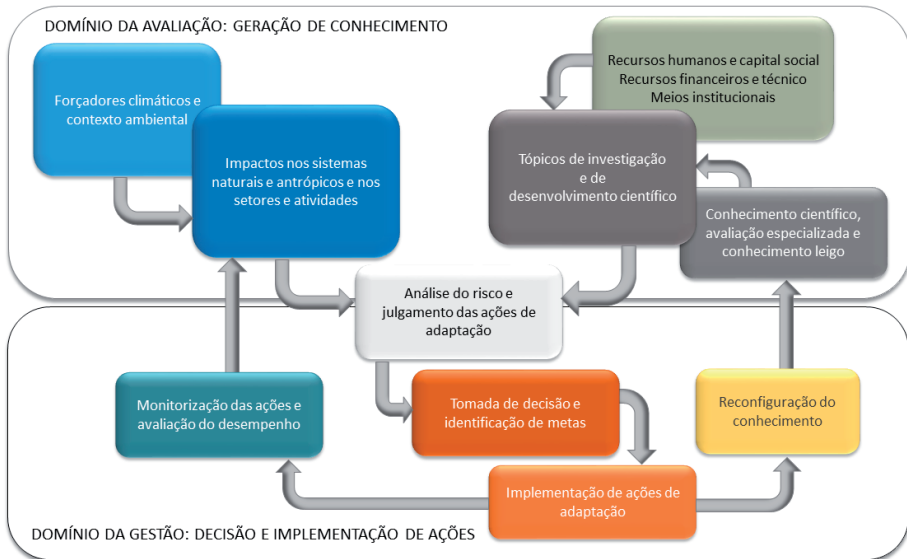 DOMÍNIO DA AVALIAÇÃO: GERAÇÃO DE CONHECIMENTO
Forçadores climáticos e
contexto ambiental
Impactos nos sistemas
naturais e antrópicos e nos
setores e atividades
Recursos humanos e capital social
Recursos financeiros e técnico
Meios institucionais
Tópicos de investigação
e de
desenvolvimento científico
Conhecimento científico,
avaliação especializada e
conhecimento leigo
Análise do risco e
julgamento das ações de
adaptação
Monitorização das ações e
avaliação do desempenho
Tomada de decisão e
identificação de metas
Reconfiguração do
conhecimento
Implementação de ações de
adaptação
DOMÍNIO DA GESTÃO: DECISÃO E IMPLEMENTAÇÃO DE AÇÕES